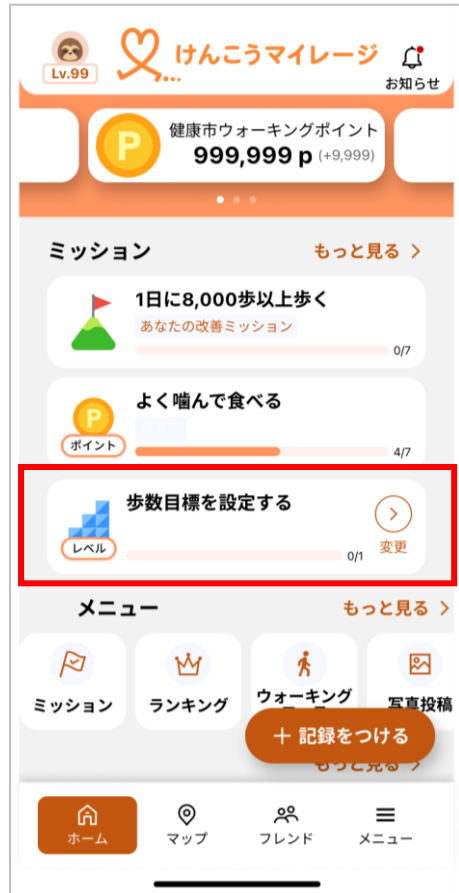 Lv.99
けんこうマイレージ
お知らせ
P
健康市ウォーキングポイント
999,999 p (+9,999)
ミッション
もっと見る
1日に8,000歩以上歩く
あなたの改善ミッション
0/7
よく噛んで食べる
P
ポイント
4/7
歩数目標を設定する
レベル
0/1
変更
メニュー
もっと見る
ミッション
ランキング
ウォーキング
写真投稿
+ 記録をつける
もっと見る
ホーム
マップ
フレンド
メニュー